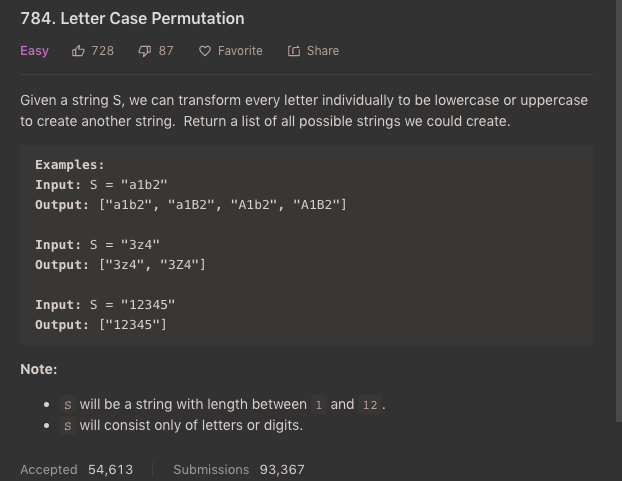 784. Letter Case Permutation
Easy 728 87 Favorite Share
Given a string S, we can transform every letter individually to be lowercase or uppercase
to create another string. Return a list of all possible strings we could create.
Examples:
Input: S = "a1b2"
Output: ["a1b2", "a1B2", "A1b2", "A1B2"]
Input: S = "3z4"
Output: ["3z4", "3Z4"]
Input: S = "12345"
Output: ["12345"]
Note:
• S will be a string with length between 1 and 12.
• S will consist only of letters or digits.
Accepted 54,613 Submissions 93,367